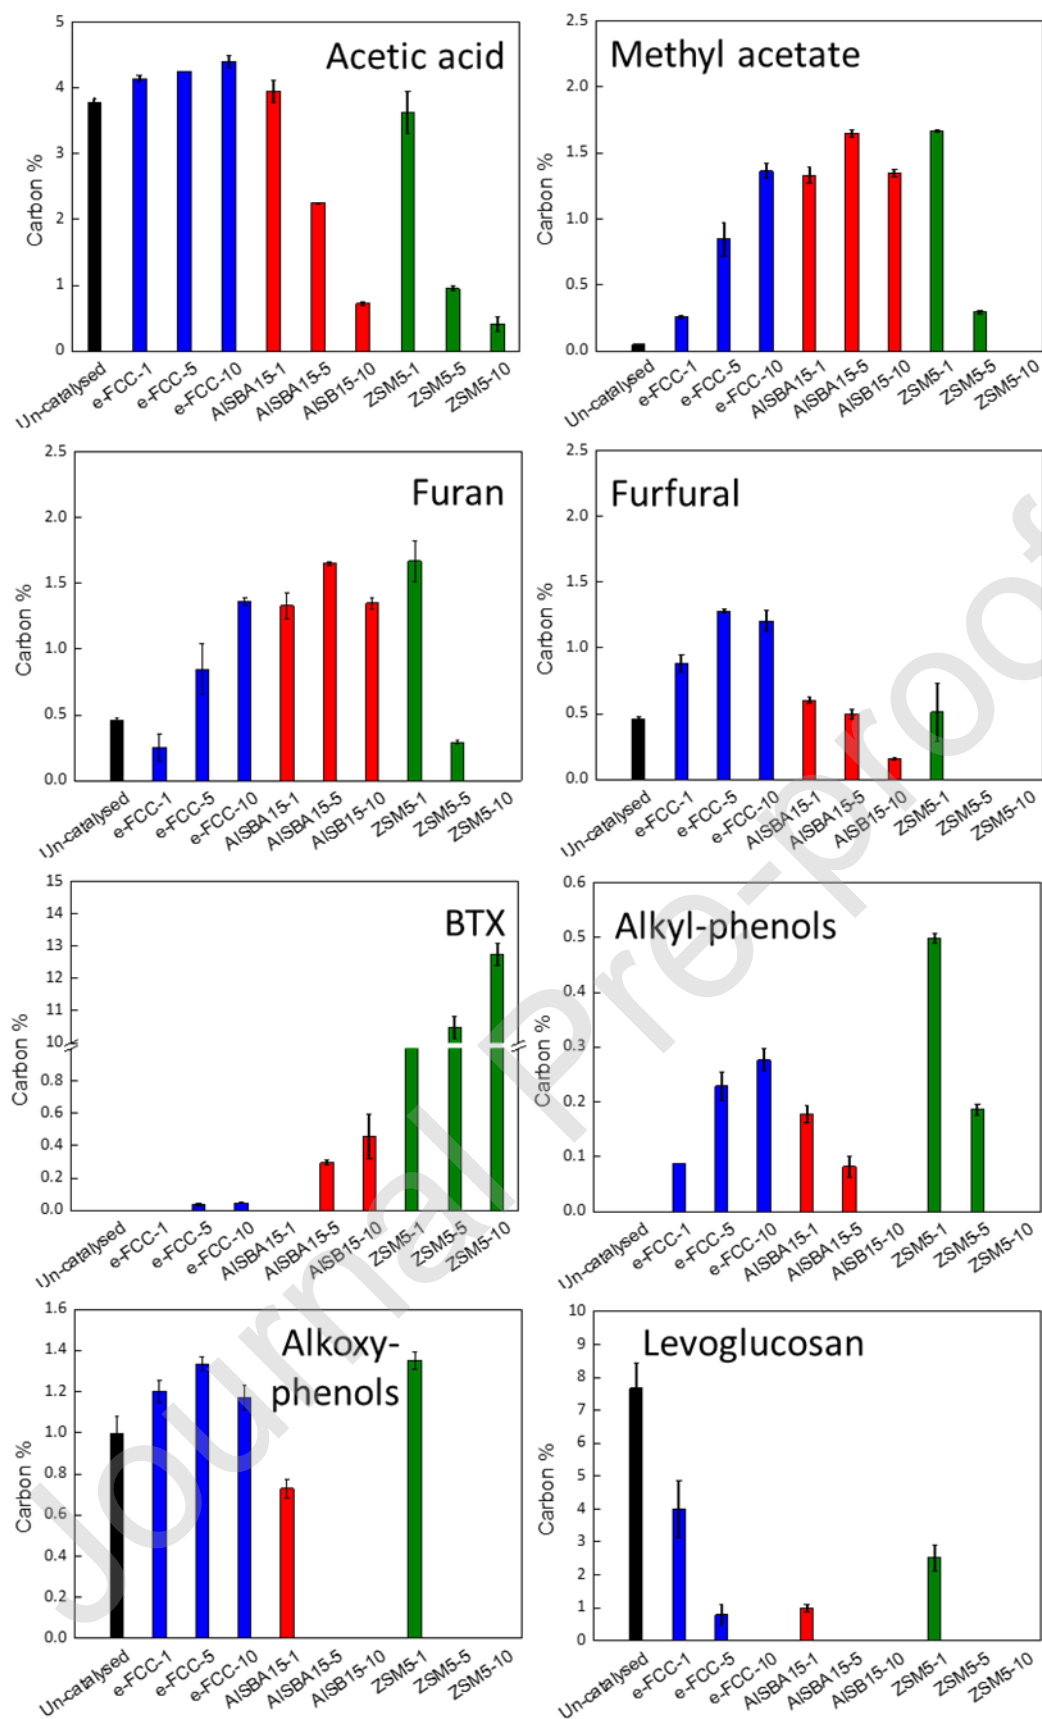 Acetic acid
Carbon %
5
4
3
2
1
0
Un-catalysed
e-FCC-1
e-FCC-5
e-FCC-10
AlSBA15-1
AlSBA15-5
AlSB15-10
ZSM5-1
ZSM5-5
ZSM5-10
Methyl acetate
Carbon %
2.5
2.0
1.5
1.0
0.5
0.0
Un-catalysed
e-FCC-1
e-FCC-5
e-FCC-10
AlSBA15-1
AlSBA15-5
AlSB15-10
ZSM5-1
ZSM5-5
ZSM5-10
Furan
Carbon %
2.5
2.0
1.5
1.0
0.5
0.0
Un-catalysed
e-FCC-1
e-FCC-5
e-FCC-10
AlSBA15-1
AlSBA15-5
AlSB15-10
ZSM5-1
ZSM5-5
ZSM5-10
Furfural
Carbon %
2.5
2.0
1.5
1.0
0.5
0.0
Un-catalysed
e-FCC-1
e-FCC-5
e-FCC-10
AlSBA15-1
AlSBA15-5
AlSB15-10
ZSM5-1
ZSM5-5
ZSM5-10
BTX
Carbon %
15
14
13
12
11
10
0.8
0.6
0.4
0.2
0.0
Un-catalysed
e-FCC-1
e-FCC-5
e-FCC-10
AlSBA15-1
AlSBA15-5
AlSB15-10
ZSM5-1
ZSM5-5
ZSM5-10
Alkyl-phenols
Carbon %
0.6
0.5
0.4
0.3
0.2
0.1
0.0
Un-catalysed
e-FCC-1
e-FCC-5
e-FCC-10
AlSBA15-1
AlSBA15-5
AlSB15-10
ZSM5-1
ZSM5-5
ZSM5-10
Alkoxy-
phenols
Carbon %
1.6
1.4
1.2
1.0
0.8
0.6
0.4
0.2
0.0
Un-catalysed
e-FCC-1
e-FCC-5
e-FCC-10
AlSBA15-1
AlSBA15-5
AlSB15-10
ZSM5-1
ZSM5-5
ZSM5-10
Levoglucosan
Carbon %
10
9
8
7
6
5
4
3
2
1
0
Un-catalysed
e-FCC-1
e-FCC-5
e-FCC-10
AlSBA15-1
AlSBA15-5
AlSB15-10
ZSM5-1
ZSM5-5
ZSM5-10
Journal Pre-proof